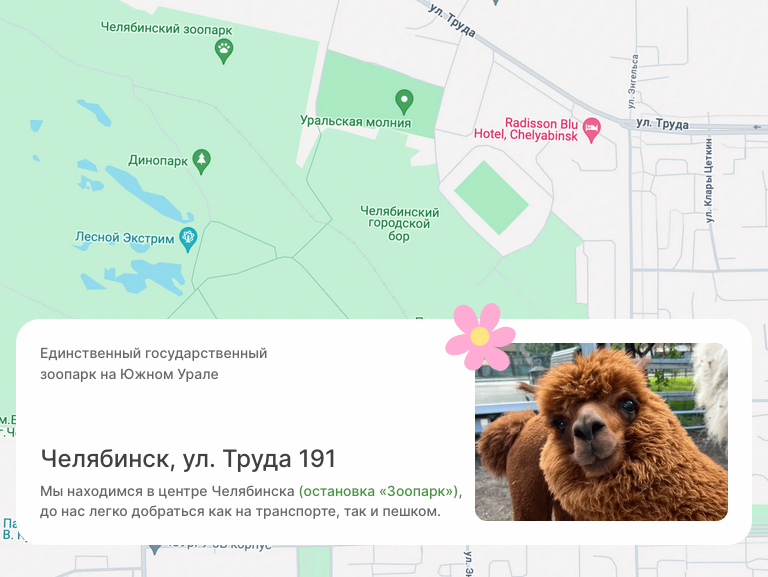 Челябинский зоопарк
ул. Труда
ул. Энгельса
Уральская молния
Radisson Blu
Hotel, Chelyabinsk
ул. Труда
ул. Клары Цеткин
Динопарк
Челябинский
городской
бор
Лесной Экстрим
Единственный государственный
зоопарк на Южном Урале
Челябинск, ул. Труда 191
Мы находимся в центре Челябинска (остановка «Зоопарк»),
до нас легко добраться как на транспорте, так и пешком.